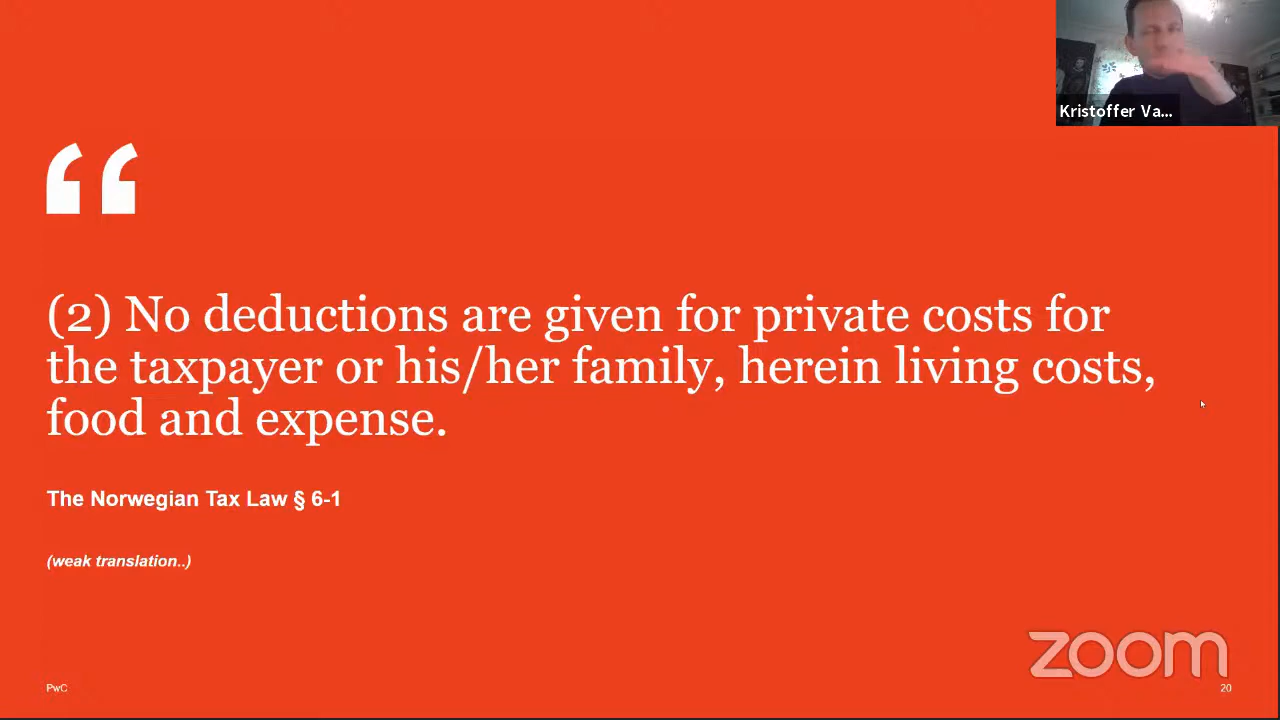 Kristoffer Va...
“
(2) No deductions are given for private costs for
the taxpayer or his/her family, herein living costs,
food and expense.
The Norwegian Tax Law § 6-1
(weak translation..)
zoom
PwC
20